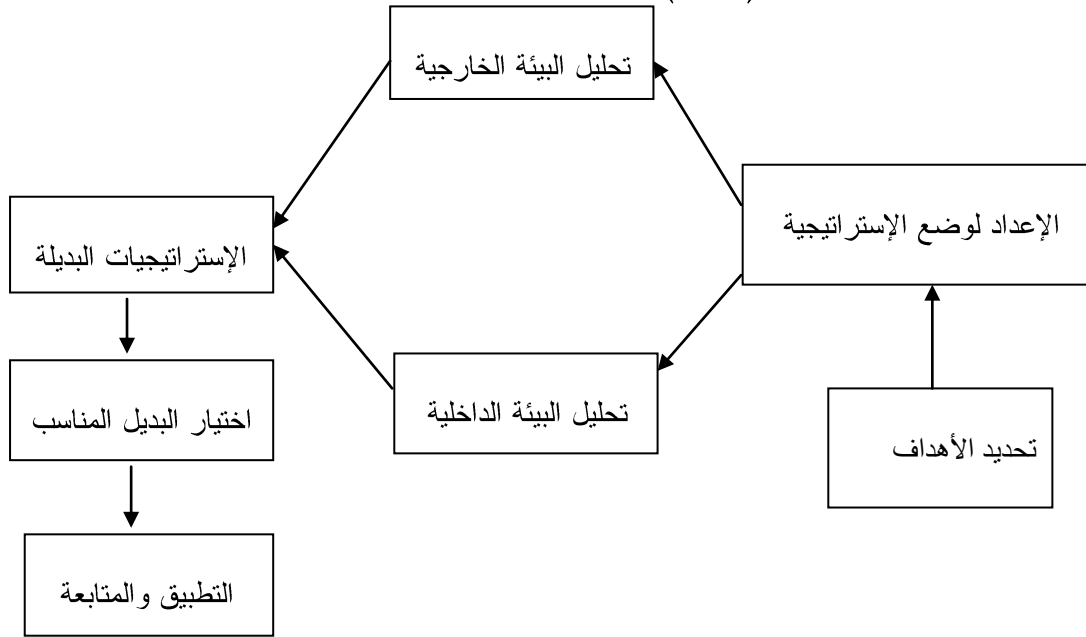 تحليل البيئة الخارجية
الإعداد لوضع الإستراتيجية
الإستراتيجيات البديلة
تحليل البيئة الداخلية
اختيار البديل المناسب
تحديد الأهداف
التطبيق والمتابعة